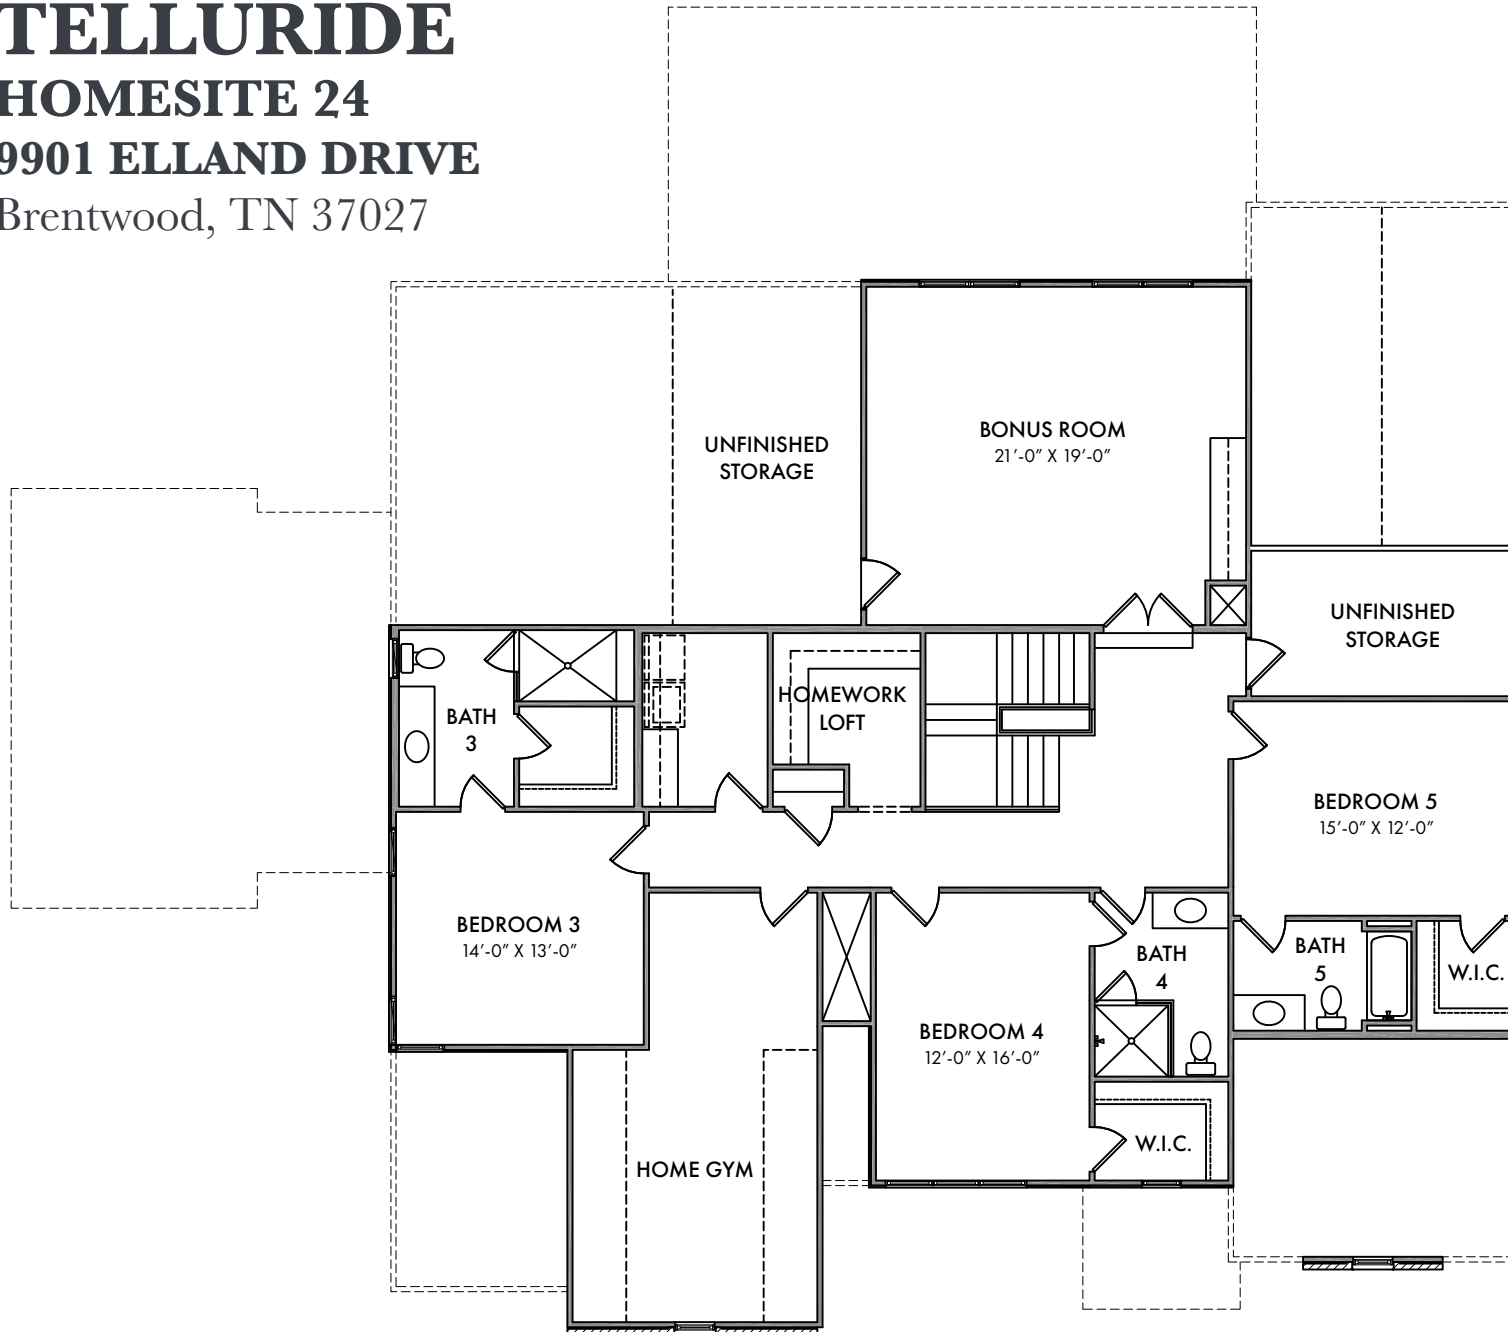 TELLURIDE
HOMESITE 24
9901 ELLAND DRIVE
Brentwood, TN 37027
UNFINISHED
STORAGE
BONUS ROOM
21'-0" X 19'-0"
UNFINISHED
STORAGE
BATH
3
HOMEWORK
LOFT
BEDROOM 5
15'-0" X 12'-0"
BEDROOM 3
14'-0" X 13'-0"
BATH
4
BATH
5
W.I.C.
BEDROOM 4
12'-0" X 16'-0"
W.I.C.
HOME GYM